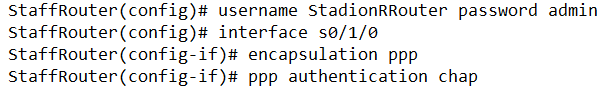 StaffRouter(config)# username StadionRRouter password admin
StaffRouter(config)# interface s0/1/0
StaffRouter(config-if)# encapsulation ppp
StaffRouter(config-if)# ppp authentication chap